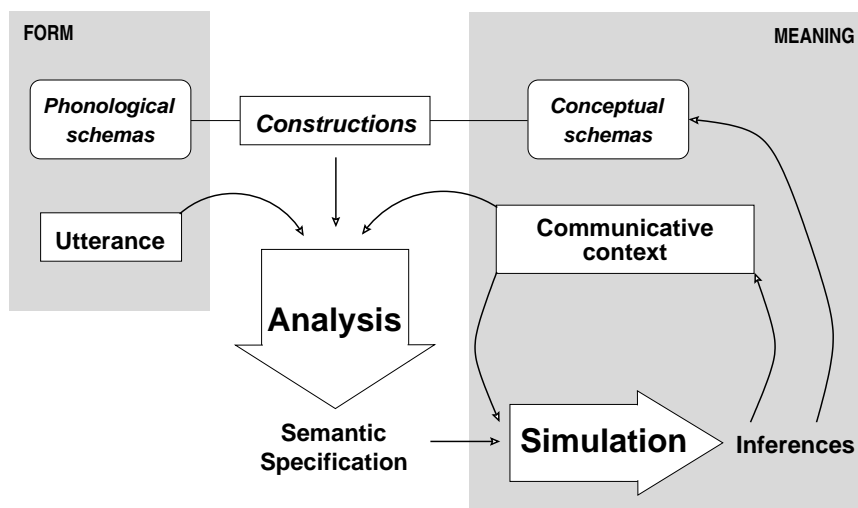 FORM
MEANING
Phonological
schemas
Constructions
Conceptual
schemas
Utterance
Communicative
context
Analysis
Semantic
Specification
Simulation
Inferences